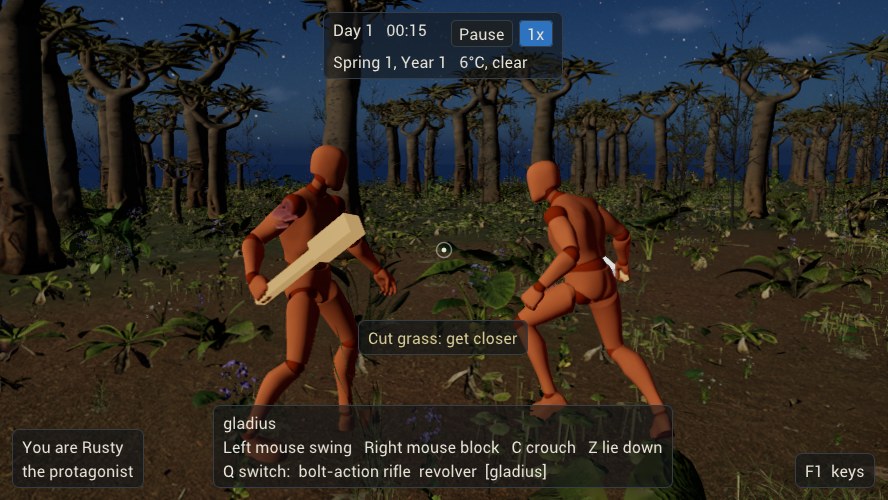 Day 1 00:15 Pause 1x
Spring 1, Year 1 6°C, clear
Cut grass: get closer
gladius
Left mouse swing Right mouse block C crouch Z lie down
Q switch: bolt-action rifle revolver [gladius]
You are Rusty
the protagonist
F1 keys